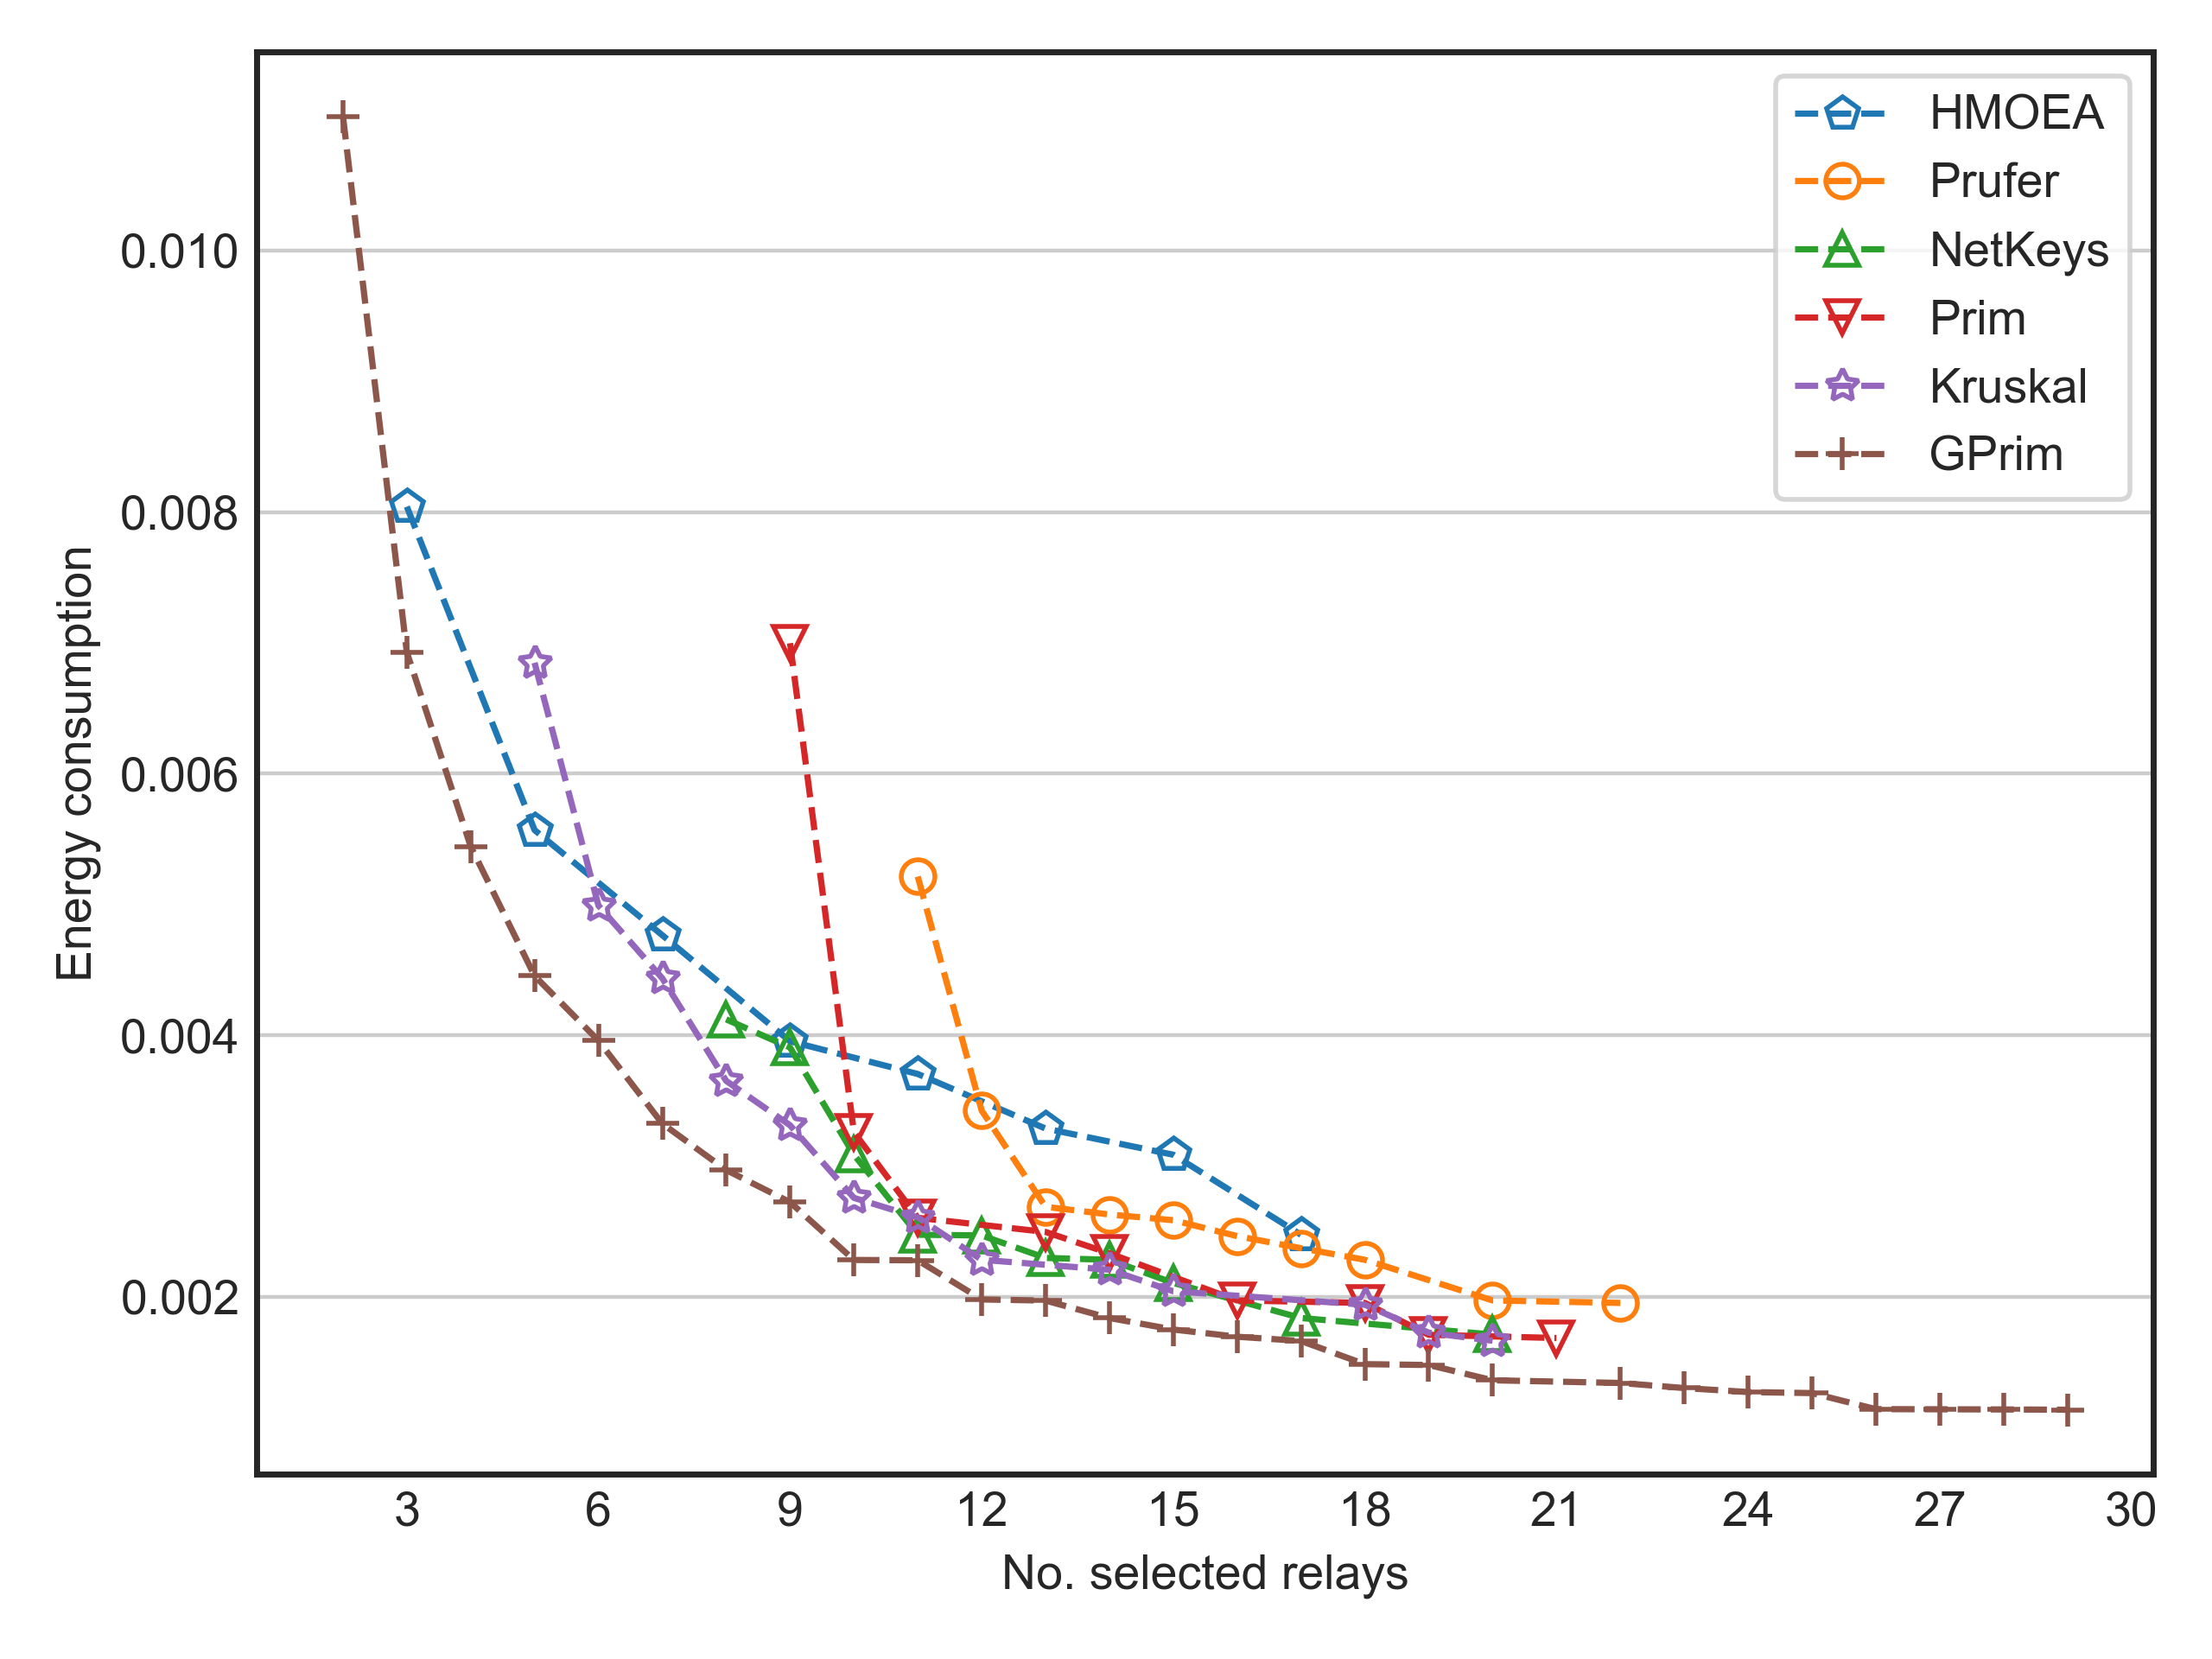 HMOEA
Prufer
NetKeys
Prim
Kruskal
GPrim
Energy consumption
0.010
0.008
0.006
0.004
0.002
3 6 9 12 15 18 21 24 27 30
No. selected relays